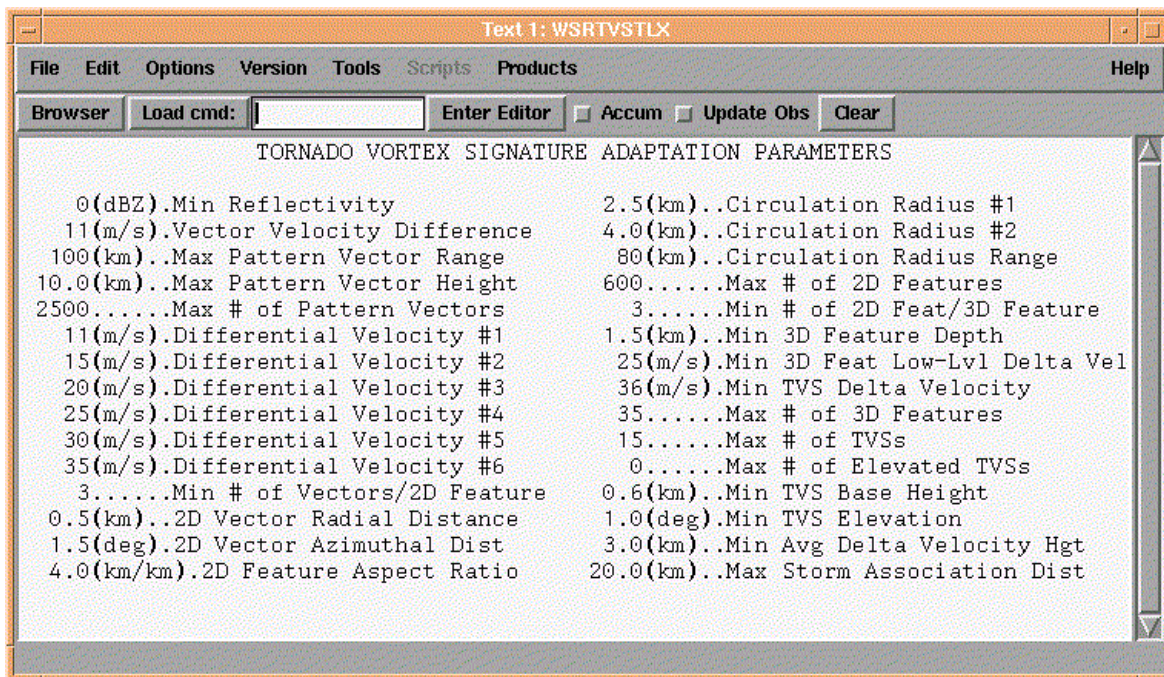 Text 1: WSRTVSTLX
File Edit Options Version Tools Scripts Products Help
Browser Load cmd: Enter Editor Accum Update Obs Clear
TORNADO VORTEX SIGNATURE ADAPTATION PARAMETERS
0(dBZ).Min Reflectivity 2.5(km)..Circulation Radius #1
11(m/s).Vector Velocity Difference 4.0(km)..Circulation Radius #2
100(km)..Max Pattern Vector Range 80(km)..Circulation Radius Range
10.0(km)..Max Pattern Vector Height 600......Max # of 2D Features
2500......Max # of Pattern Vectors 3......Min # of 2D Feat/3D Feature
11(m/s).Differential Velocity #1 1.5(km)..Min 3D Feature Depth
15(m/s).Differential Velocity #2 25(m/s).Min 3D Feat Low-Lvl Delta Vel
20(m/s).Differential Velocity #3 36(m/s).Min TVS Delta Velocity
25(m/s).Differential Velocity #4 35......Max # of 3D Features
30(m/s).Differential Velocity #5 15......Max # of TVSs
35(m/s).Differential Velocity #6 0......Max # of Elevated TVSs
3......Min # of Vectors/2D Feature 0.6(km)..Min TVS Base Height
0.5(km)..2D Vector Radial Distance 1.0(deg).Min TVS Elevation
1.5(deg).2D Vector Azimuthal Dist 3.0(km)..Min Avg Delta Velocity Hgt
4.0(km/km).2D Feature Aspect Ratio 20.0(km)..Max Storm Association Dist